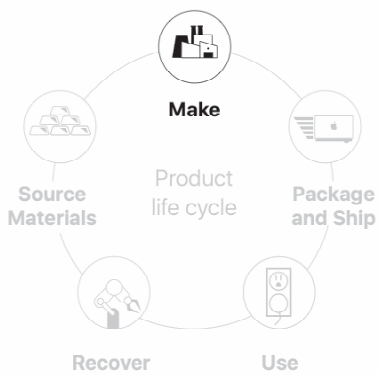 Make
Source
Materials
Product
life cycle
Package
and Ship
Recover
Use